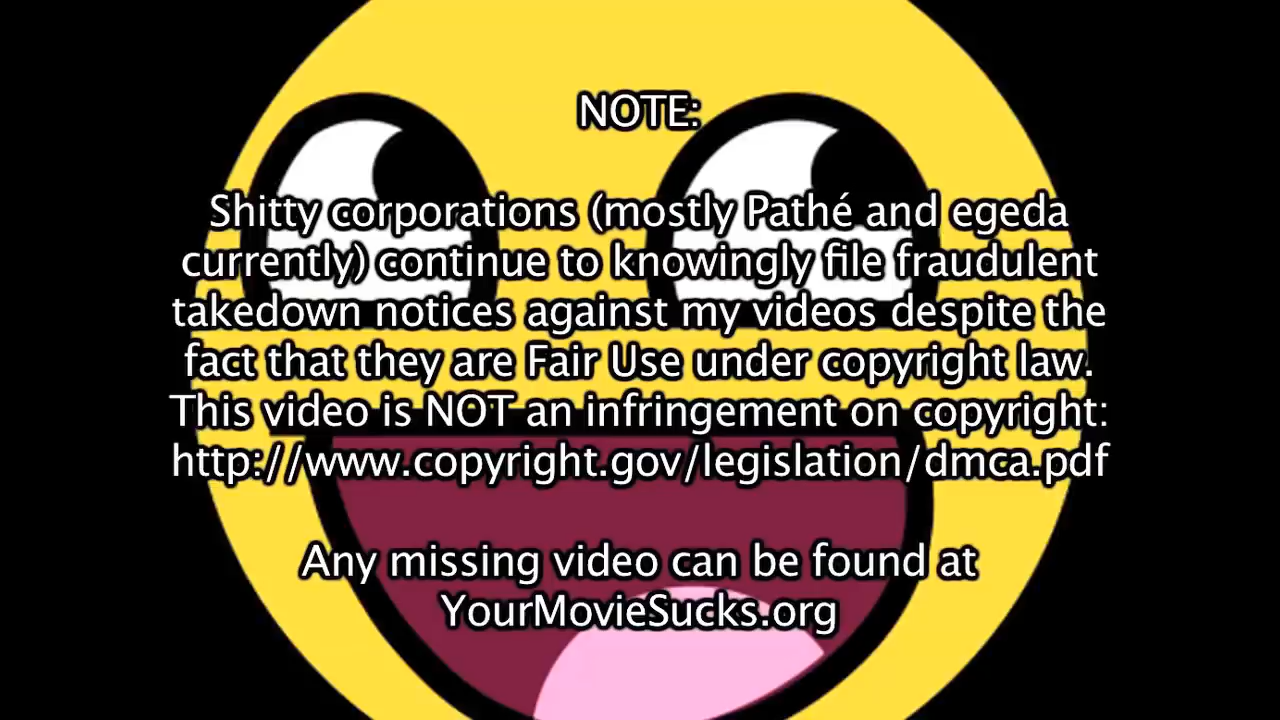 NOTE:
Shitty corporations (mostly Pathé and egeda
currently) continue to knowingly file fraudulent
takedown notices against my videos despite the
fact that they are Fair Use under copyright law.
This video is NOT an infringement on copyright:
http://www.copyright.gov/legislation/dmca.pdf
Any missing video can be found at
YourMovieSucks.org